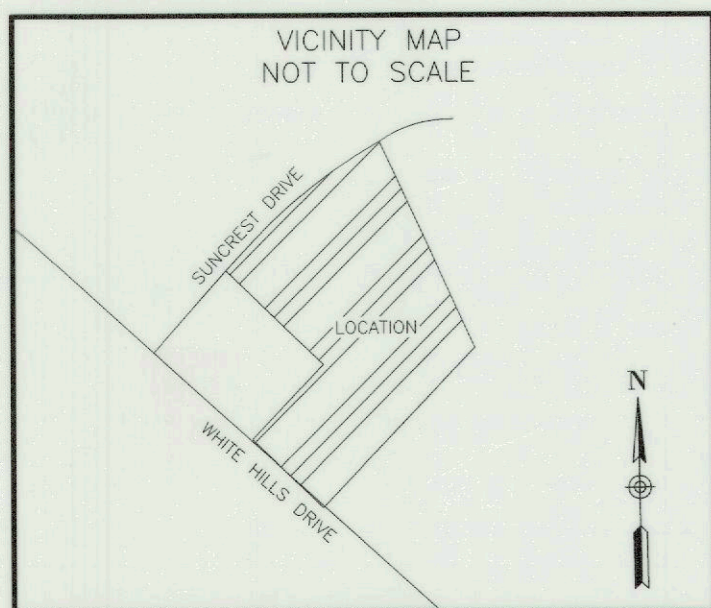 VICINITY MAP
NOT TO SCALE
SUNCREST DRIVE
LOCATION
WHITE HILLS DRIVE
N